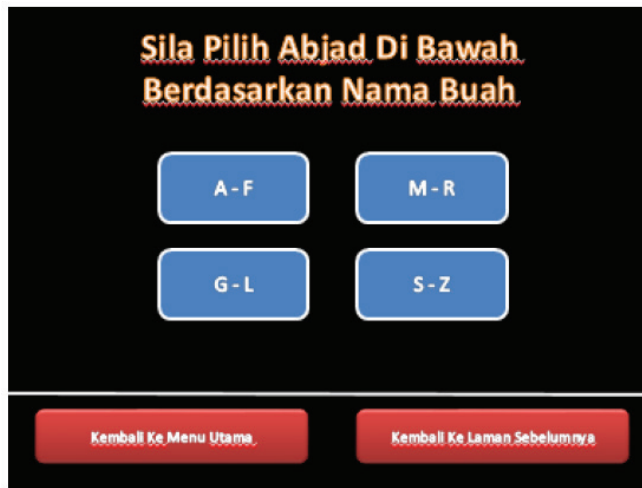 Sila Pilih Abjad Di Bawah
Berdasarkan Nama Buah
A - F
M - R
G - L
S - Z
Kembali Ke Menu Utama
Kembali Ke Laman Sebelumnya